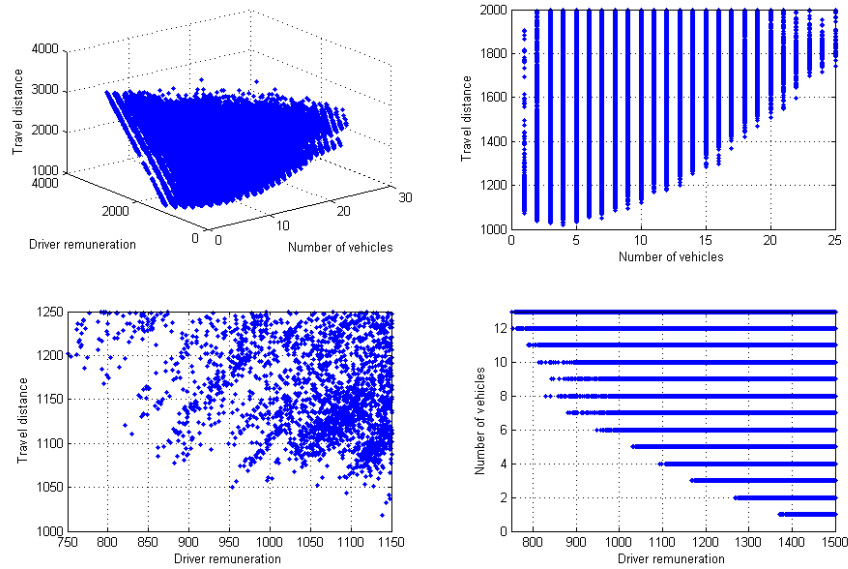 4000
3000
2000
1000
Travel distance
4000
2000
0
Driver remuneration
0
10
20
30
Number of vehicles
2000
1800
1600
1400
1200
1000
Travel distance
0 5 10 15 20 25
Number of vehicles
1250
1200
1150
1100
1050
1000
Travel distance
750 800 850 900 950 1000 1050 1100 1150
Driver remuneration
12
10
8
6
4
2
0
Number of vehicles
800 900 1000 1100 1200 1300 1400 1500
Driver remuneration